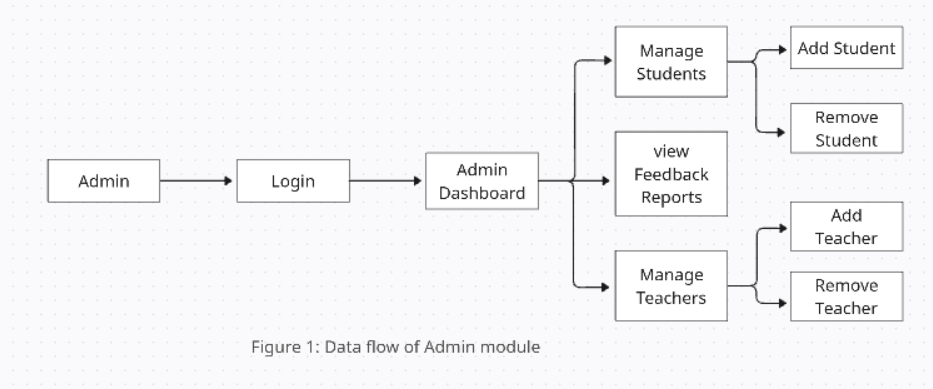 Admin
Login
Admin
Dashboard
Manage
Students
Add Student
Remove
Student
view
Feedback
Reports
Manage
Teachers
Add
Teacher
Remove
Teacher
Figure 1: Data flow of Admin module